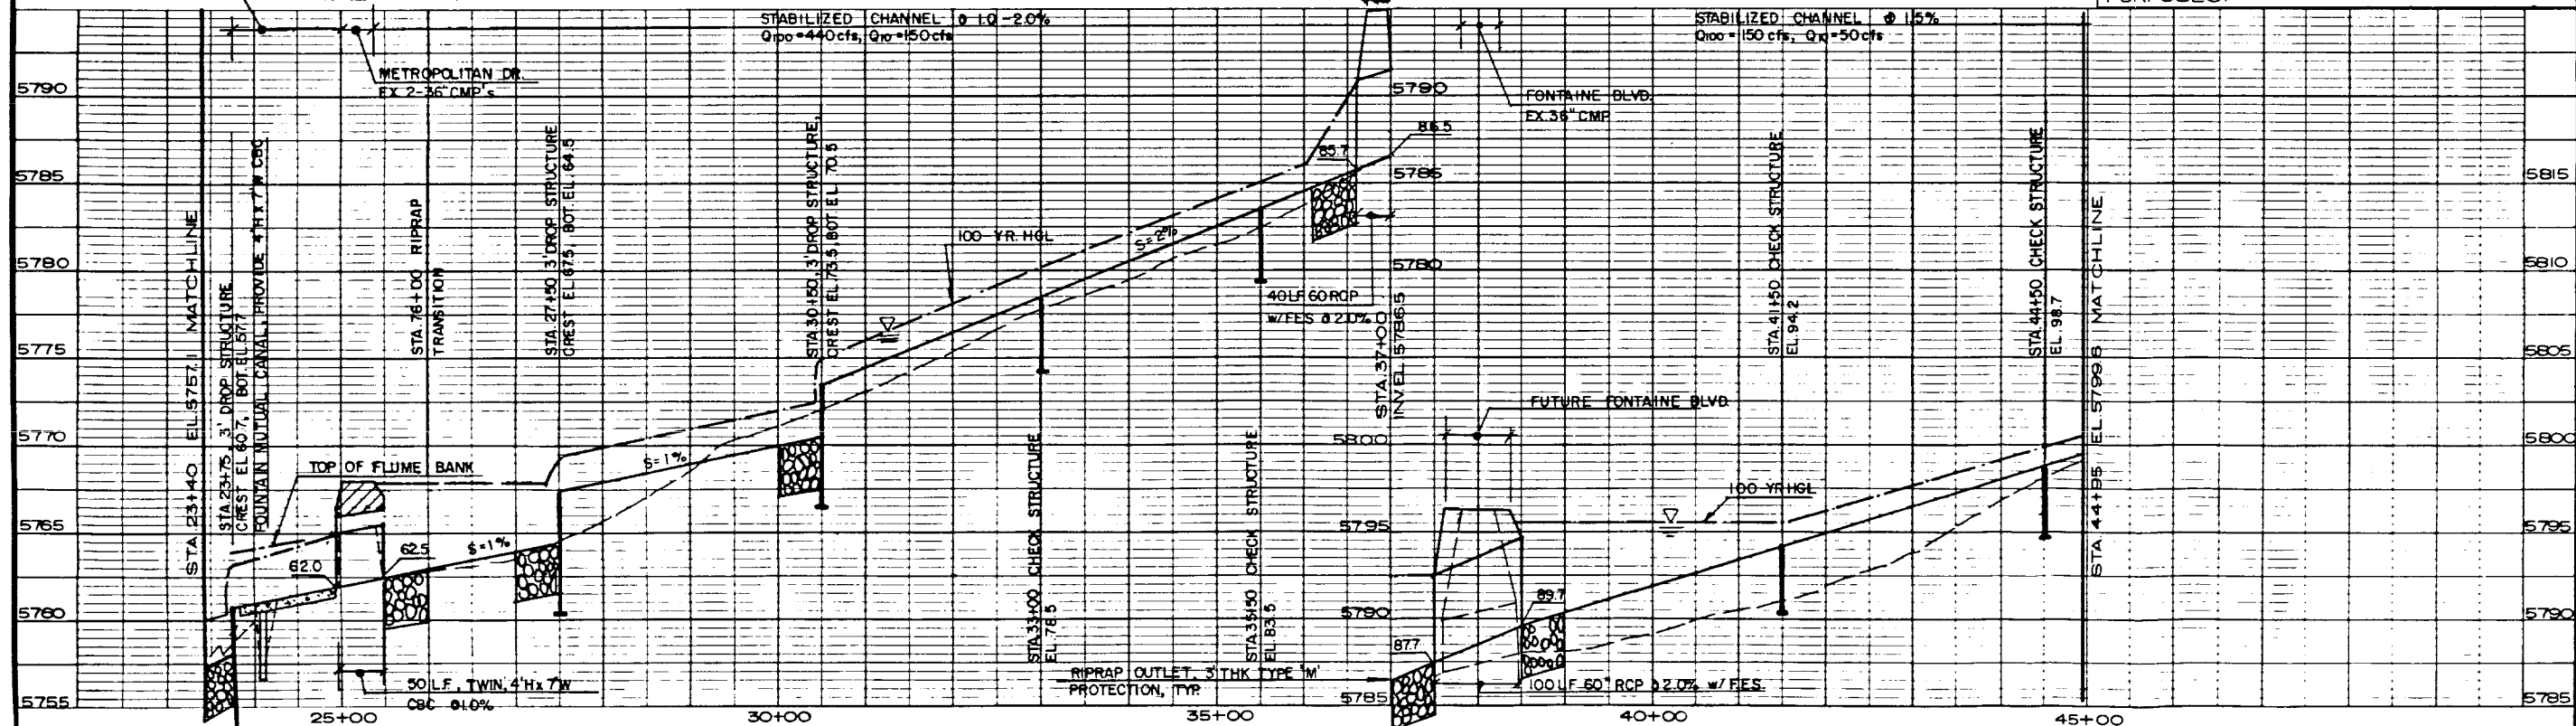 STABILIZED CHANNEL @ 1.0 - 2.0%
Q100 = 440 cfs, Q10 = 150 cfs
STABILIZED CHANNEL @ 1.5%
Q100 = 150 cfs, Q10 = 50 cfs
METROPOLITAN DR.
EX. 2-36" CMP's
FONTAINE BLVD.
EX. 36" CMP
5790
5785
5780
5775
5770
5765
5760
5755
5790
5785
5780
5800
5795
5790
5785
5815
5810
5805
5800
5795
5790
5785
STA. 23+40 EL. 5757.1 MATCHLINE
STA. 23+75, 3' DROP STRUCTURE
CREST EL. 60.7, BOT. EL. 57.7
FOUNTAIN MUTUAL CANAL, PROVIDE 4'H X 7'W CBC
STA. 76+00 RIPRAP
TRANSITION
STA. 27+50 3' DROP STRUCTURE
CREST EL. 67.5, BOT. EL. 64.5
STA. 30+50, 3' DROP STRUCTURE,
CREST EL. 73.5, BOT. EL. 70.5
100-YR. HGL
S=2%
85.7
86.5
40 LF 60 RCP
W/FES @ 2.0%
STA. 37+00
INV. EL. 5786.5
STA. 33+00 CHECK STRUCTURE
EL. 78.5
STA. 35+50 CHECK STRUCTURE
EL. 83.5
STA. 41+50 CHECK STRUCTURE
EL. 94.2
STA. 44+50 CHECK STRUCTURE
EL. 98.7
STA. 44+95 EL. 5799.8 MATCHLINE
FUTURE FONTAINE BLVD.
100 YR HGL
TOP OF FLUME BANK
S=1%
S=1%
62.0
62.5
89.7
87.7
50 L.F., TWIN, 4'H x 7'W
CBC @ 1.0%
RIPRAP OUTLET, 3' THK TYPE 'M'
PROTECTION, TYP.
100 LF 60" RCP @ 2.0% w/ FES
25+00
30+00
35+00
40+00
45+00